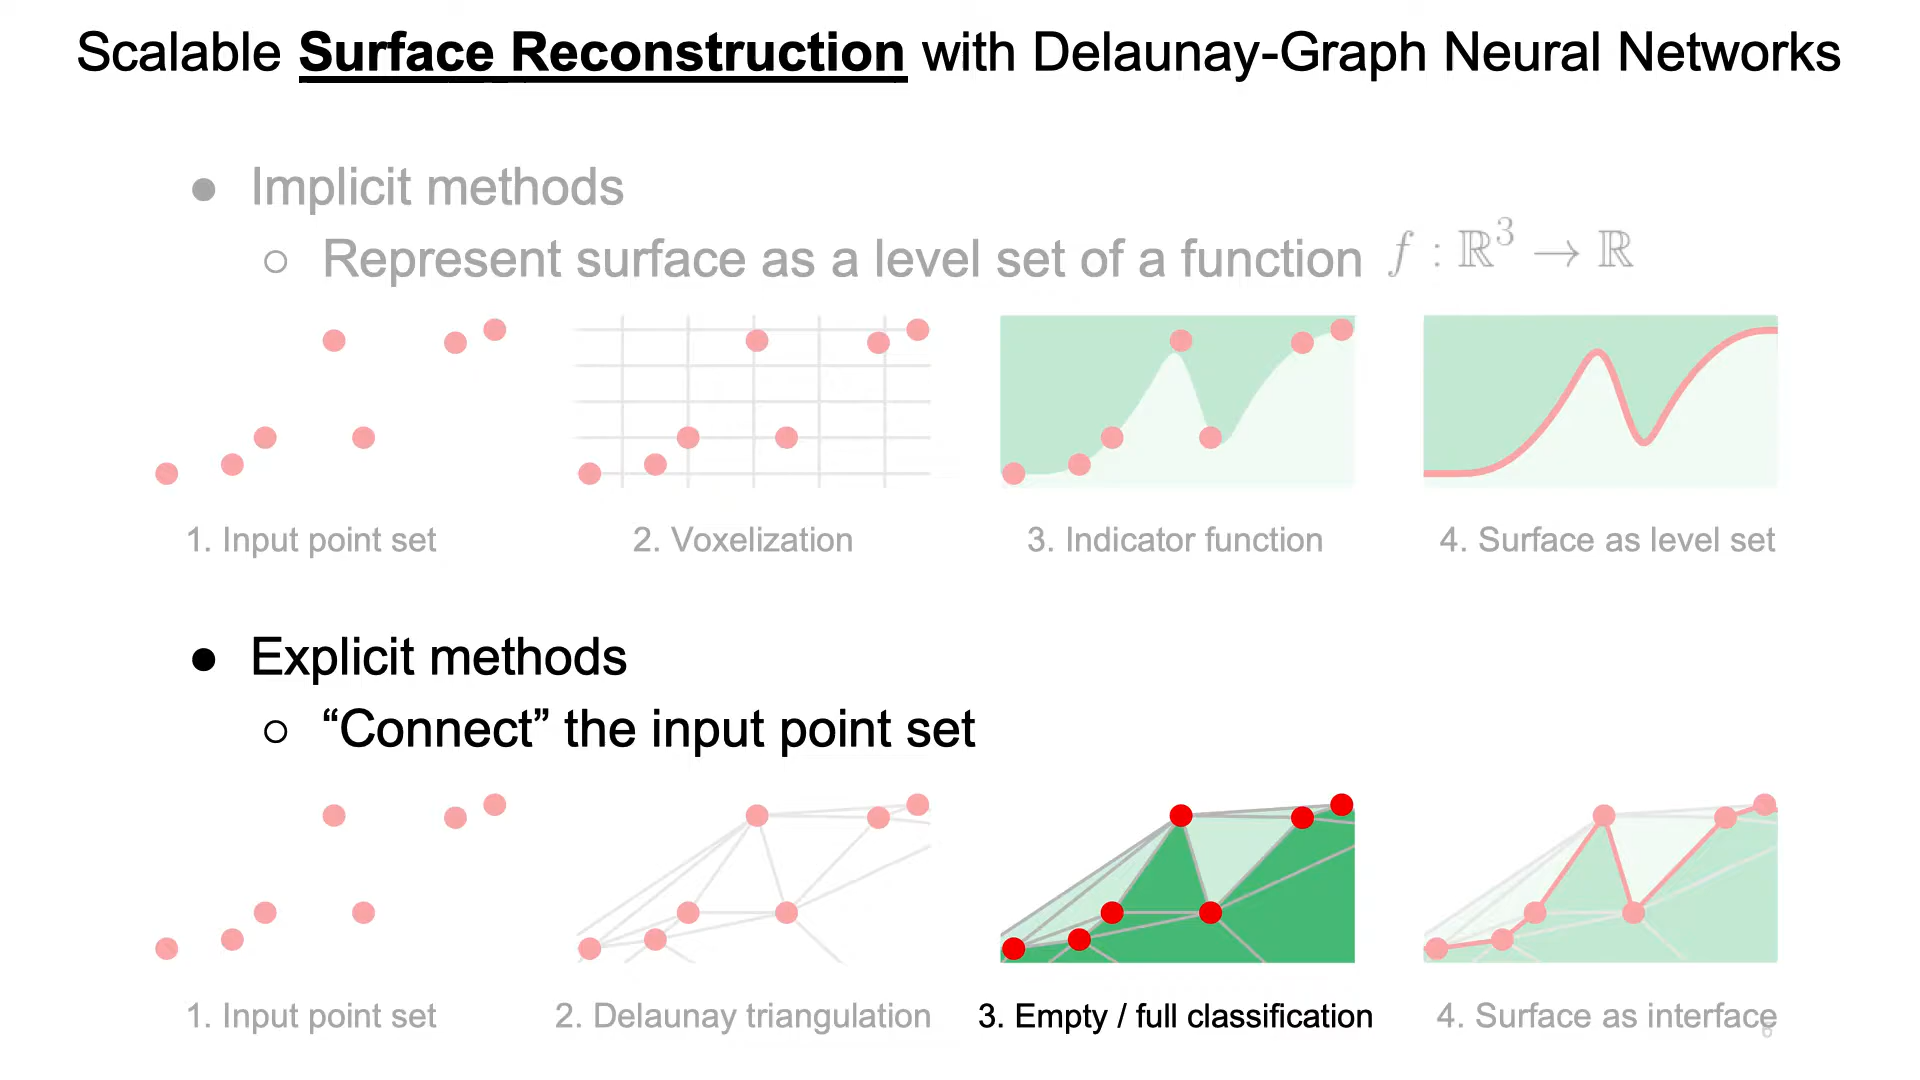 Scalable Surface Reconstruction with Delaunay-Graph Neural Networks
● Implicit methods
○ Represent surface as a level set of a function f : ℝ³ → ℝ
1. Input point set
2. Voxelization
3. Indicator function
4. Surface as level set
● Explicit methods
○ “Connect” the input point set
1. Input point set
2. Delaunay triangulation
3. Empty / full classification
4. Surface as interface
6